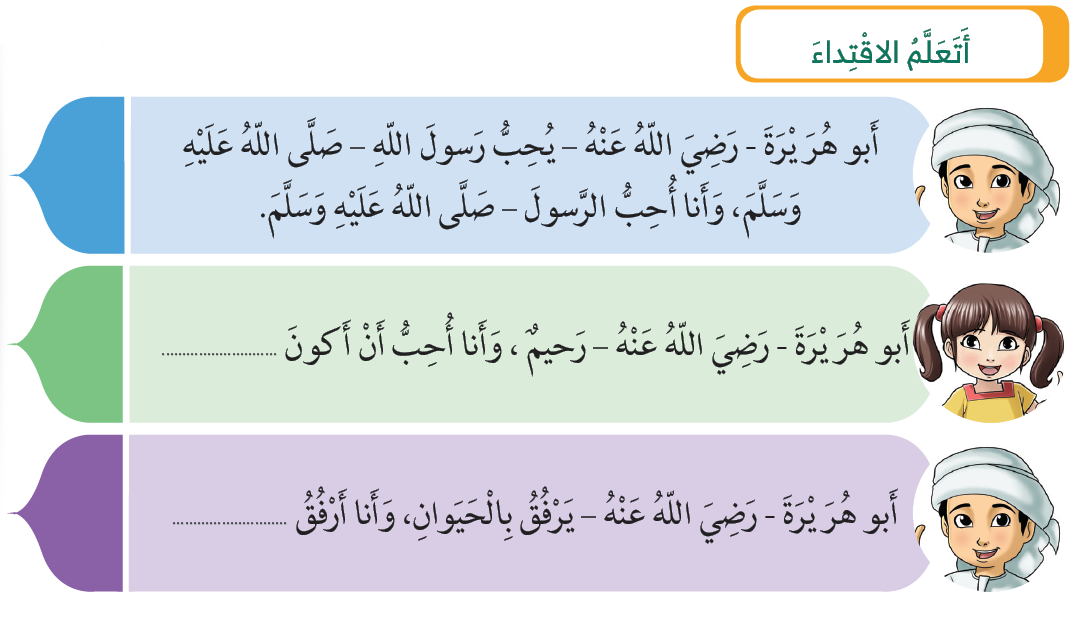 أَتَعَلَّمُ الاقْتِداءَ
أَبو هُرَيْرَةَ - رَضِيَ اللّهُ عَنْهُ – يُحِبُّ رَسولَ اللّهِ – صَلَّى اللّهُ عَلَيْهِ
وَسَلَّمَ، وَأَنا أُحِبُّ الرَّسولَ – صَلَّى اللّهُ عَلَيْهِ وَسَلَّمَ.
أَبو هُرَيْرَةَ - رَضِيَ اللّهُ عَنْهُ – رَحيمٌ، وَأَنا أُحِبُّ أَنْ أَكونَ ..........................
أَبو هُرَيْرَةَ - رَضِيَ اللّهُ عَنْهُ – يَرْفُقُ بِالْحَيَوانِ، وَأَنا أَرْفُقُ ..........................